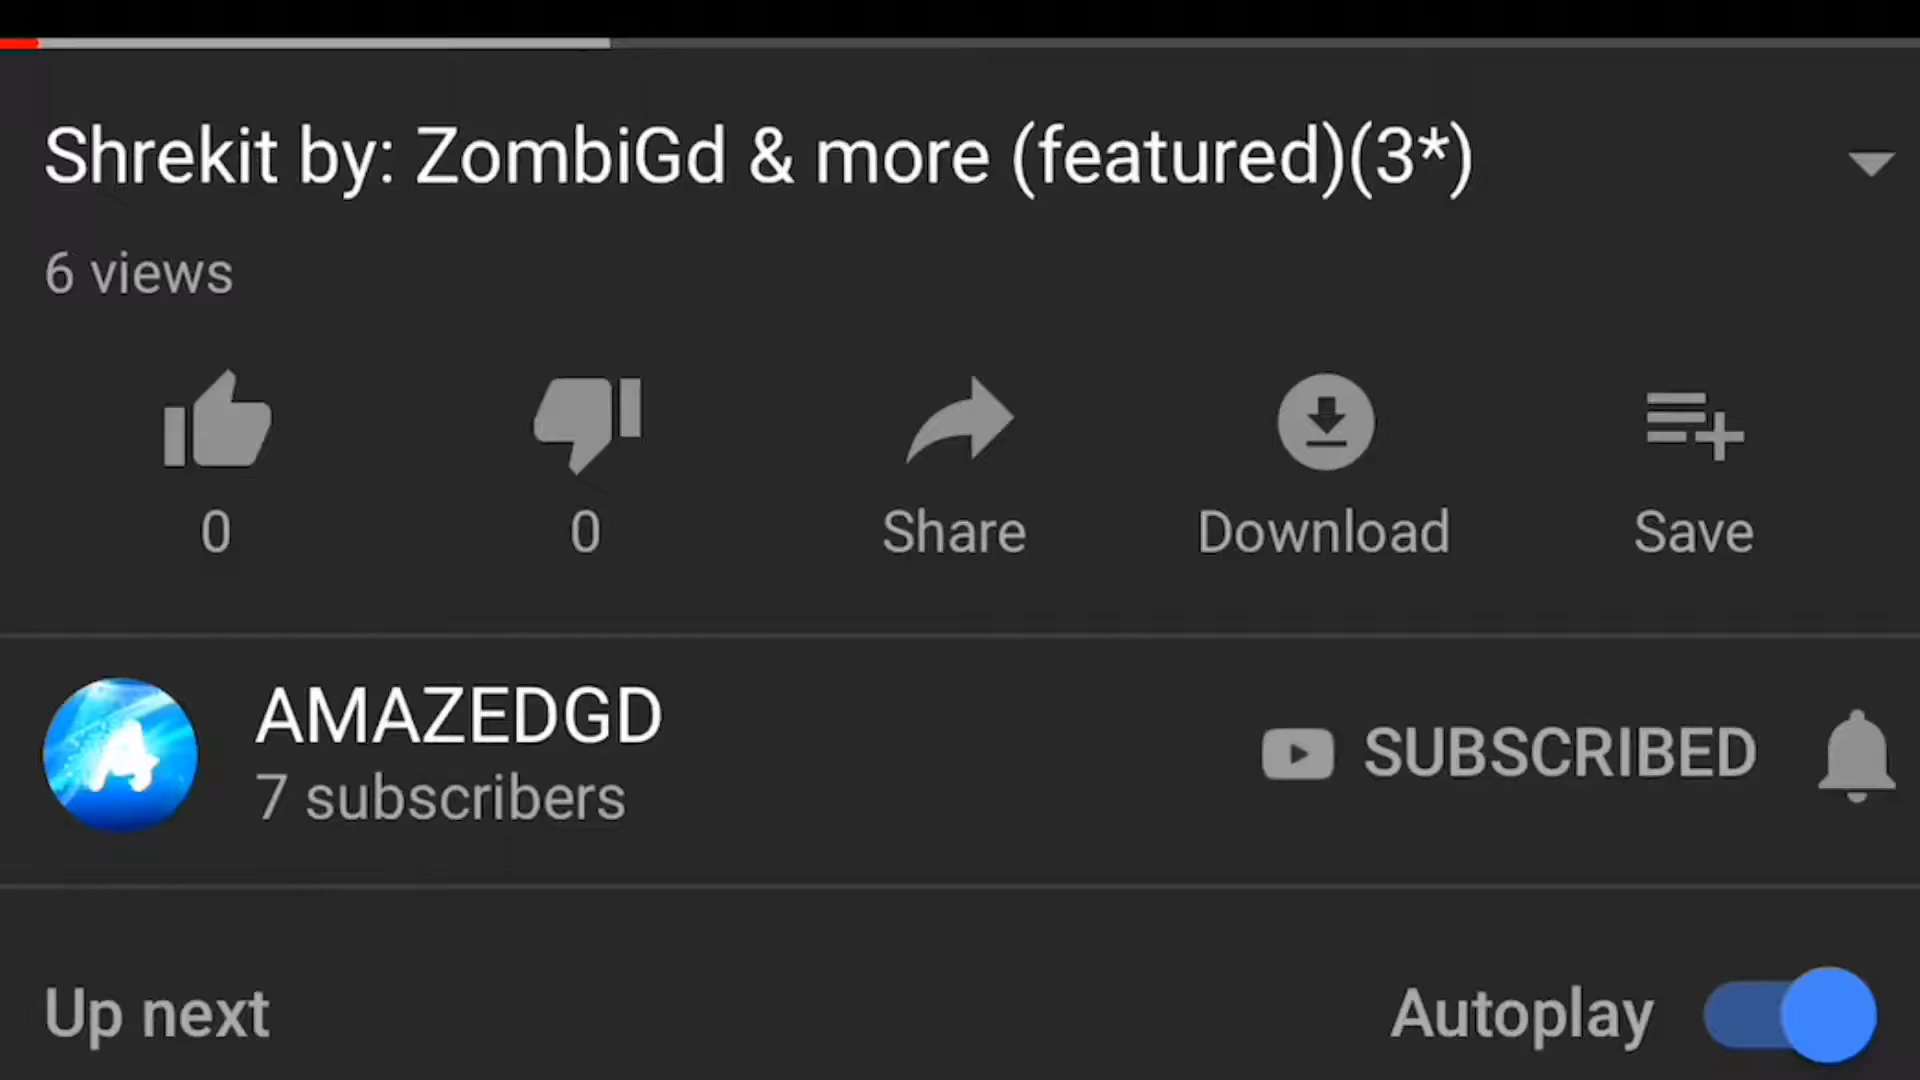 Shrekit by: ZombiGd & more (featured)(3*)
6 views
0 0 Share Download Save
AMAZEDGD
7 subscribers
SUBSCRIBED
Up next Autoplay